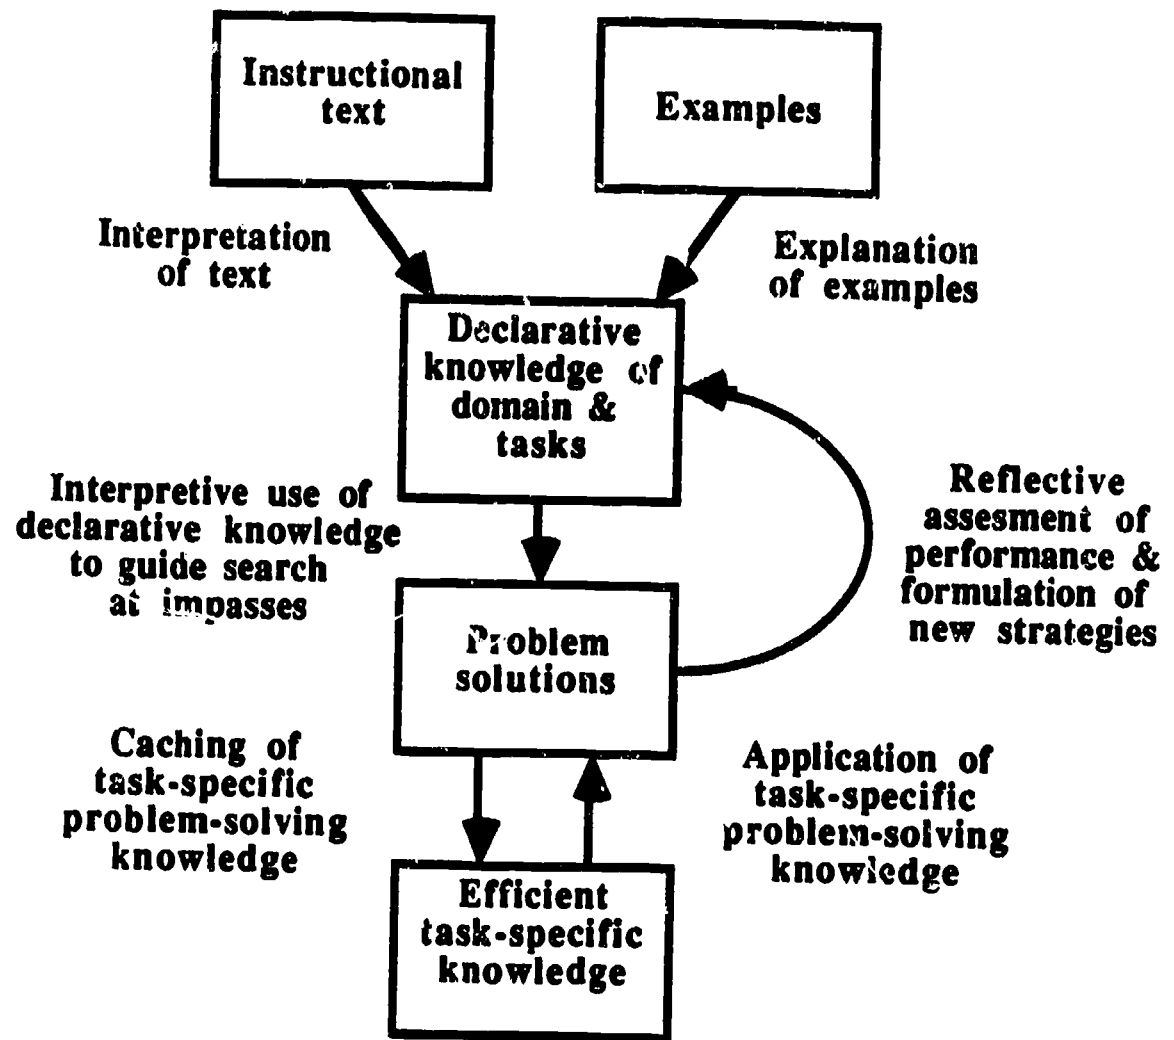 Instructional
text
Examples
Interpretation
of text
Explanation
of examples
Declarative
knowledge of
domain &
tasks
Interpretive use of
declarative knowledge
to guide search
at impasses
Reflective
assesment of
performance &
formulation of
new strategies
Problem
solutions
Caching of
task-specific
problem-solving
knowledge
Application of
task-specific
problem-solving
knowledge
Efficient
task-specific
knowledge